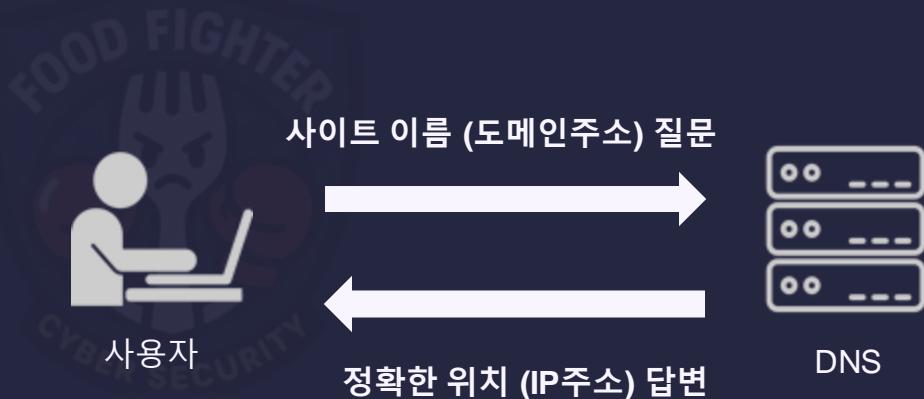 FOOD FIGHTER
사이트 이름 (도메인주소) 질문
사용자
CYBER SECURITY
DNS
정확한 위치 (IP주소) 답변